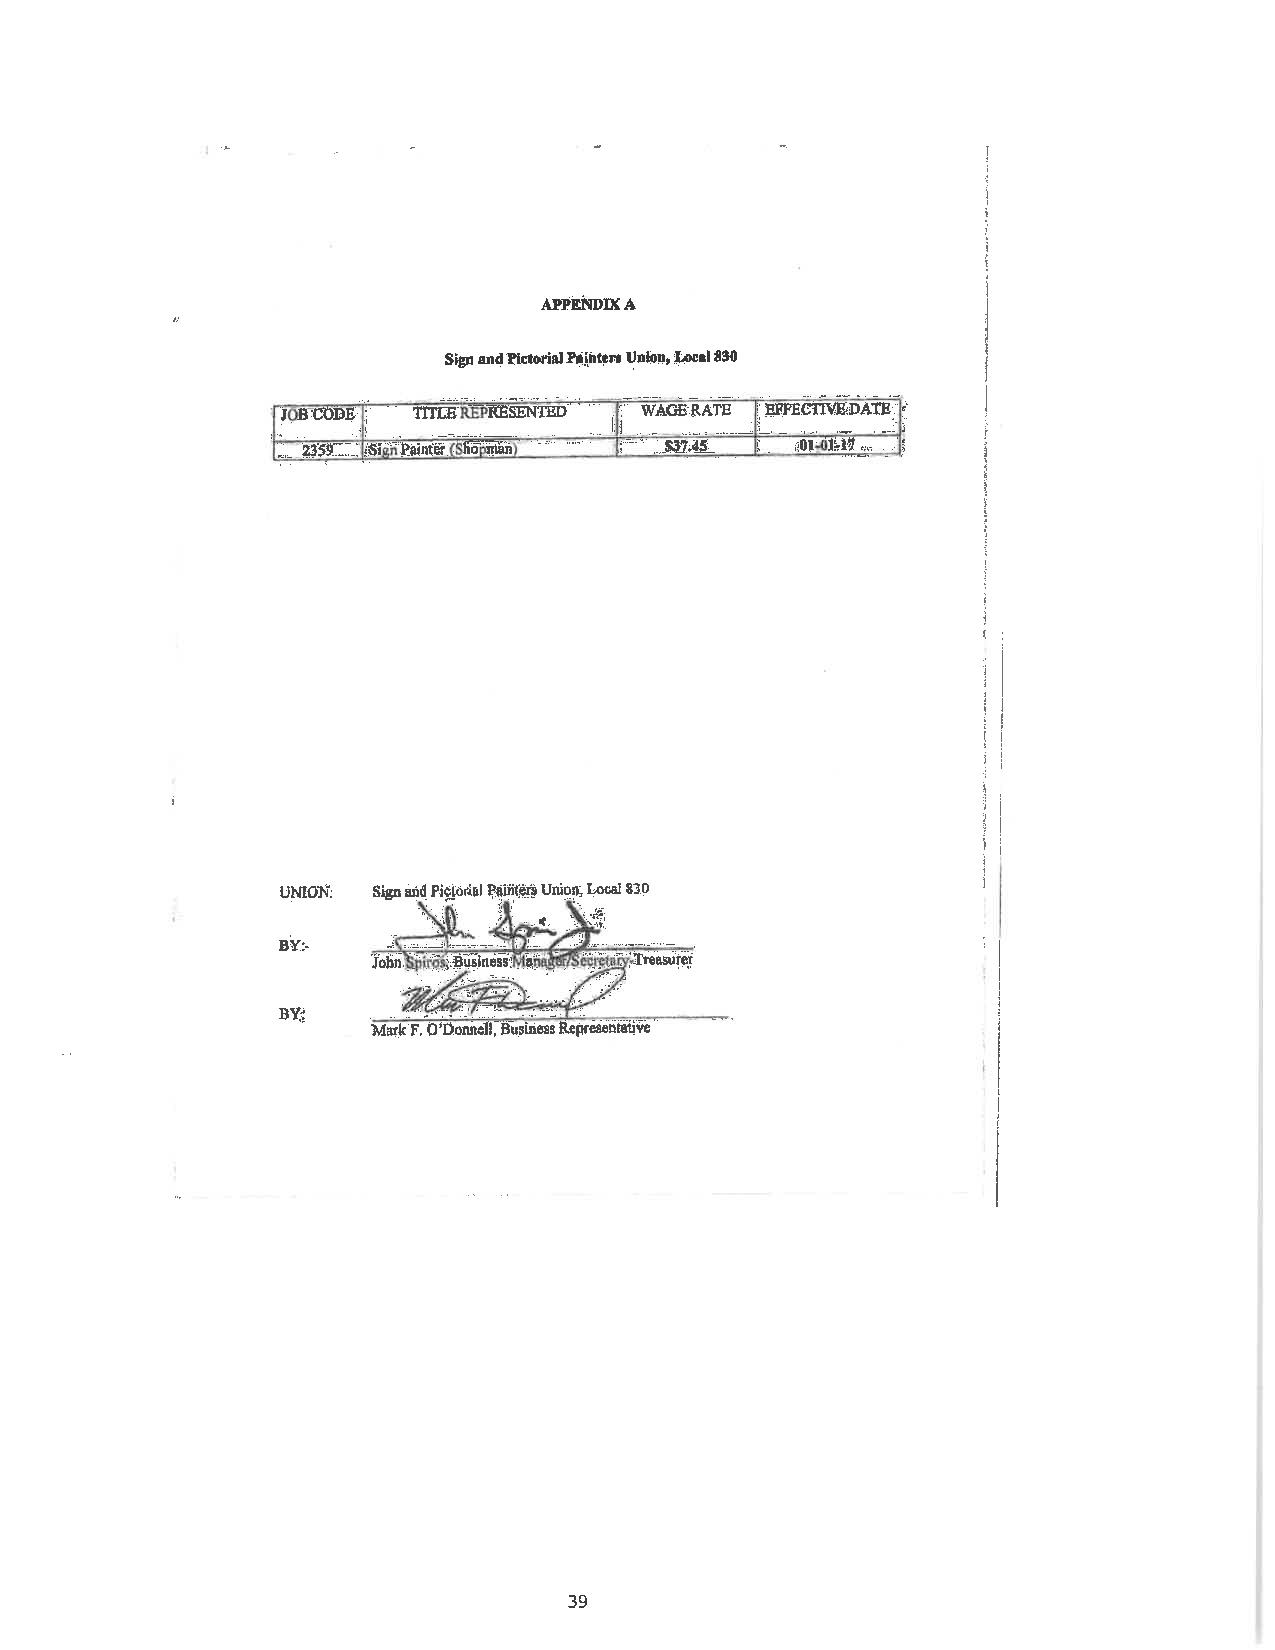 APPENDIX A
Sign and Pictorial Painters Union, Local 830
JOB CODE TITLE REPRESENTED WAGE RATE EFFECTIVE DATE
2359 Sign Painter (Shopman) $37.45 01-01-17
UNION: Sign and Pictorial Painters Union, Local 830
BY:
John Spiros, Business Manager/Secretary Treasurer
BY:
Mark F. O'Donnell, Business Representative
39